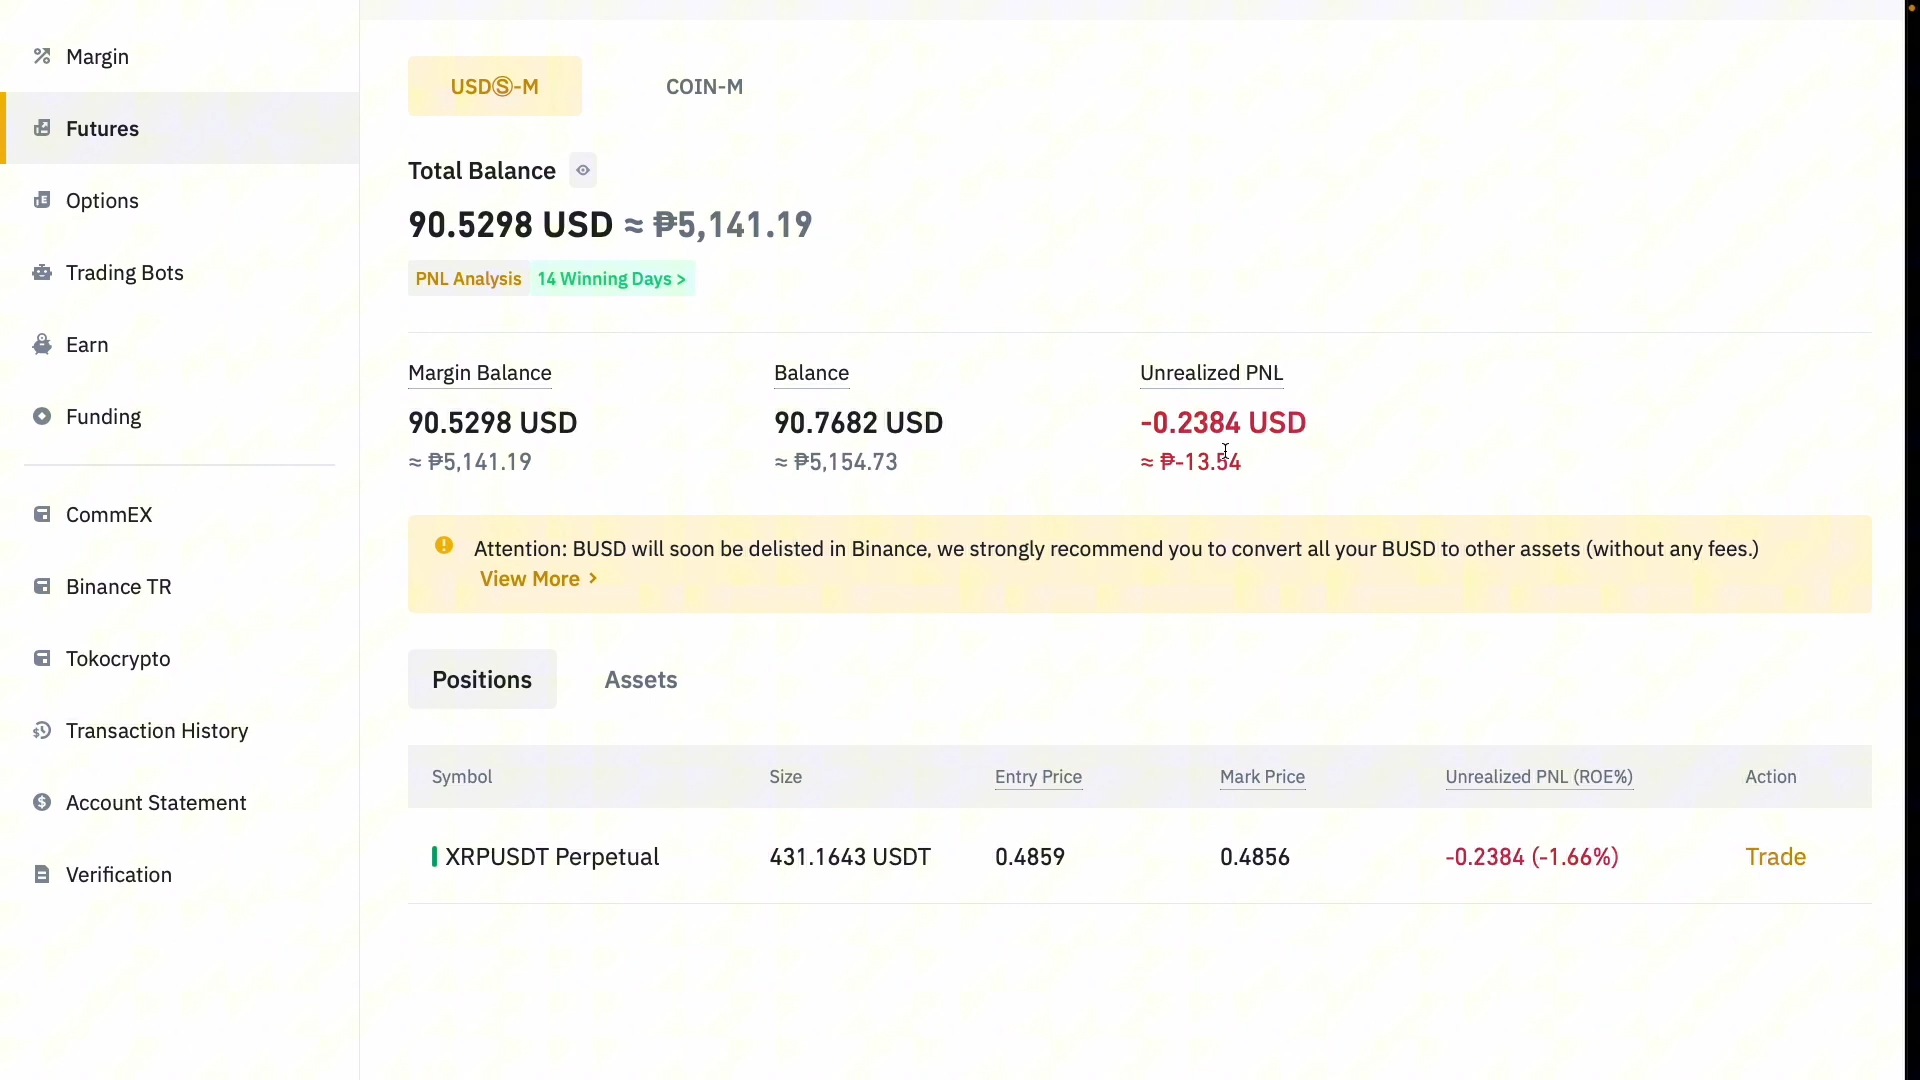 Margin
Futures
Options
Trading Bots
Earn
Funding
CommEX
Binance TR
Tokocrypto
Transaction History
Account Statement
Verification
USDⓈ-M COIN-M
Total Balance
90.5298 USD ≈ ₱5,141.19
PNL Analysis 14 Winning Days >
Margin Balance Balance Unrealized PNL
90.5298 USD 90.7682 USD -0.2384 USD
≈ ₱5,141.19 ≈ ₱5,154.73 ≈ ₱-13.54
Attention: BUSD will soon be delisted in Binance, we strongly recommend you to convert all your BUSD to other assets (without any fees.)
View More >
Positions Assets
Symbol Size Entry Price Mark Price Unrealized PNL (ROE%) Action
XRPUSDT Perpetual 431.1643 USDT 0.4859 0.4856 -0.2384 (-1.66%) Trade